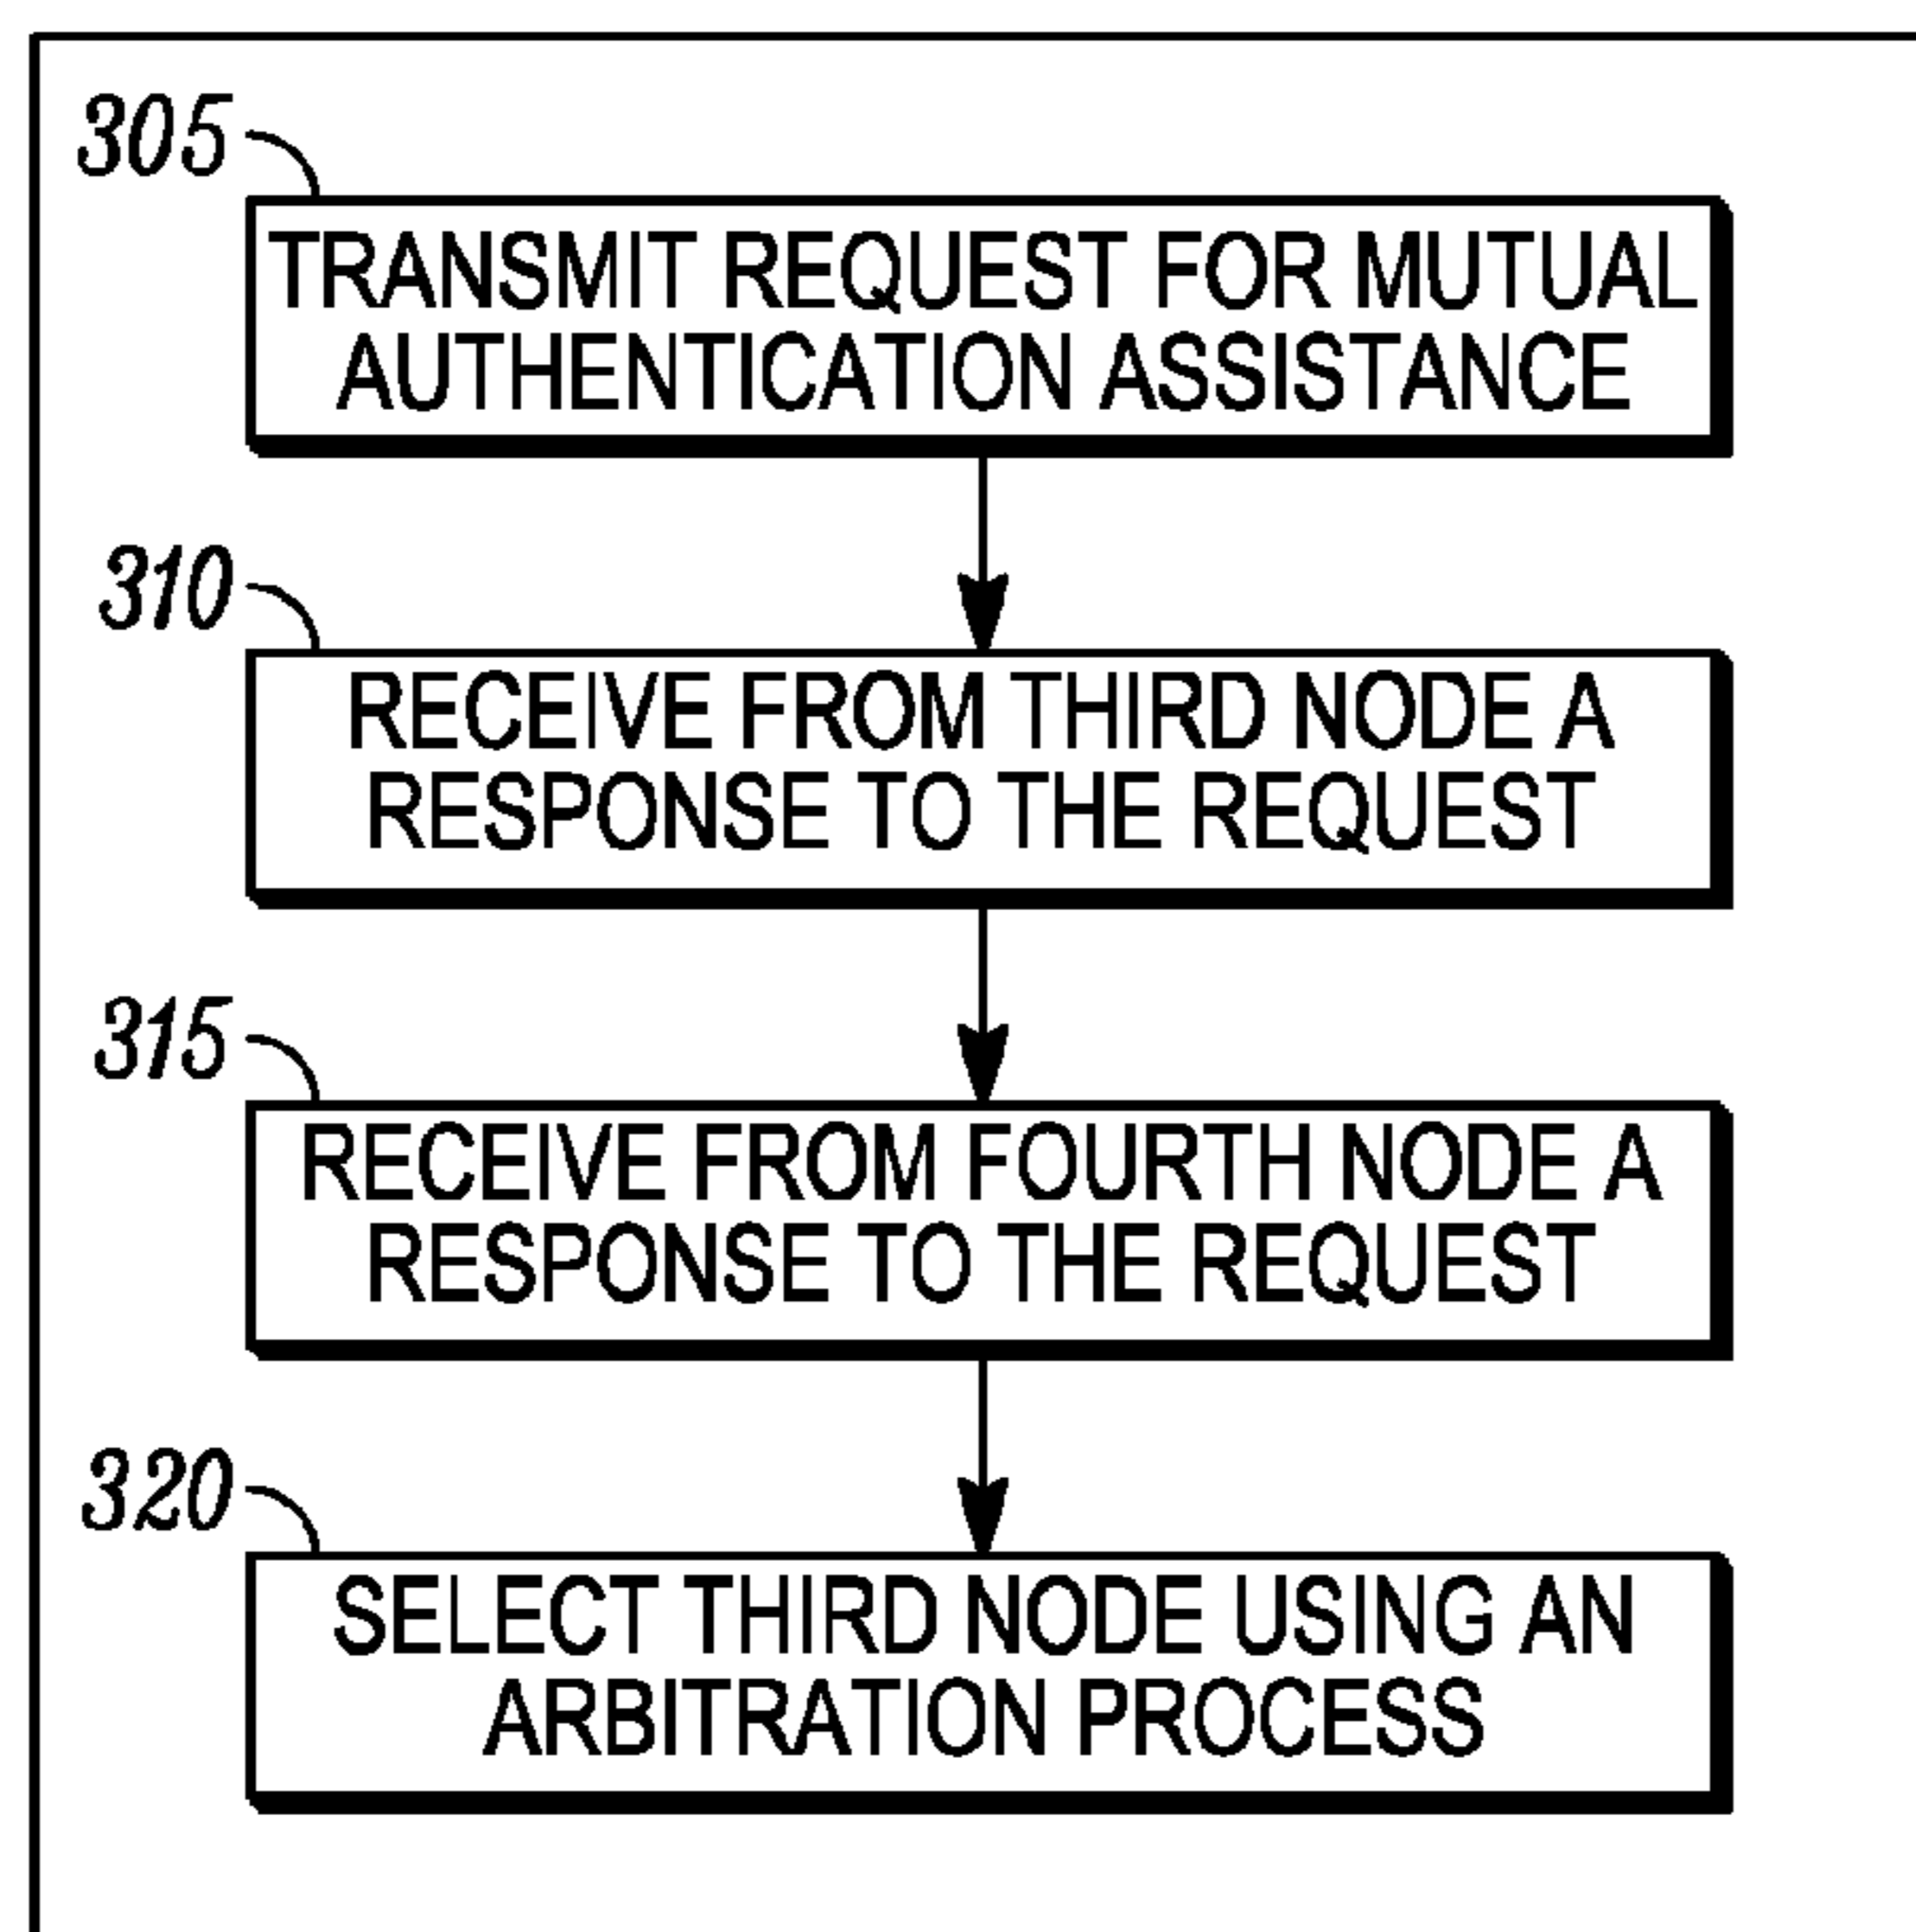 305
TRANSMIT REQUEST FOR MUTUAL
AUTHENTICATION ASSISTANCE
310
RECEIVE FROM THIRD NODE A
RESPONSE TO THE REQUEST
315
RECEIVE FROM FOURTH NODE A
RESPONSE TO THE REQUEST
320
SELECT THIRD NODE USING AN
ARBITRATION PROCESS